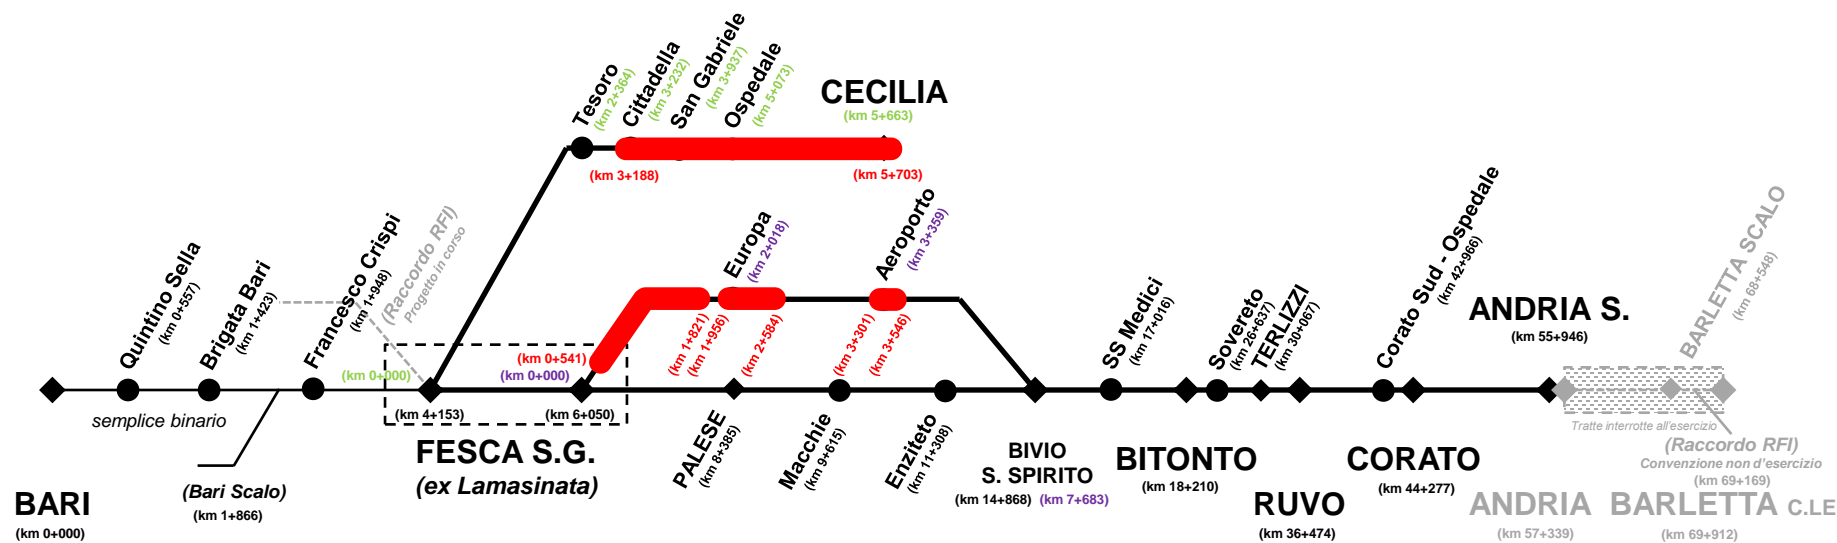 Tesoro
(km 2+364)
Cittadella
(km 3+232)
San Gabriele
(km 3+937)
Ospedale
(km 5+073)
CECILIA
(km 5+663)
(km 3+188)
(km 5+703)
Quintino Sella
(km 0+557)
Brigata Bari
(km 1+423)
Francesco Crispi
(km 1+948)
(Raccordo RFI)
Progetto in corso
Europa
(km 2+018)
Aeroporto
(km 3+359)
(km 0+541)
(km 1+821)
(km 1+956)
(km 2+584)
(km 3+301)
(km 3+546)
(km 0+000)
(km 0+000)
SS Medici
(km 17+016)
Sovereto
(km 26+637)
TERLIZZI
(km 30+067)
Corato Sud - Ospedale
(km 42+966)
ANDRIA S.
(km 55+946)
BARLETTA SCALO
(km 68+548)
semplice binario
(km 4+153)
(km 6+050)
FESCA S.G.
(ex Lamasinata)
PALESE
(km 8+385)
Macchie
(km 9+615)
Enziteto
(km 11+308)
BIVIO
S. SPIRITO
(km 14+868) (km 7+683)
BITONTO
(km 18+210)
CORATO
(km 44+277)
Tratte interrotte all'esercizio
(Raccordo RFI)
Convenzione non d'esercizio
(km 69+169)
(Bari Scalo)
(km 1+866)
BARI
(km 0+000)
RUVO
(km 36+474)
ANDRIA
(km 57+339)
BARLETTA C.LE
(km 69+912)